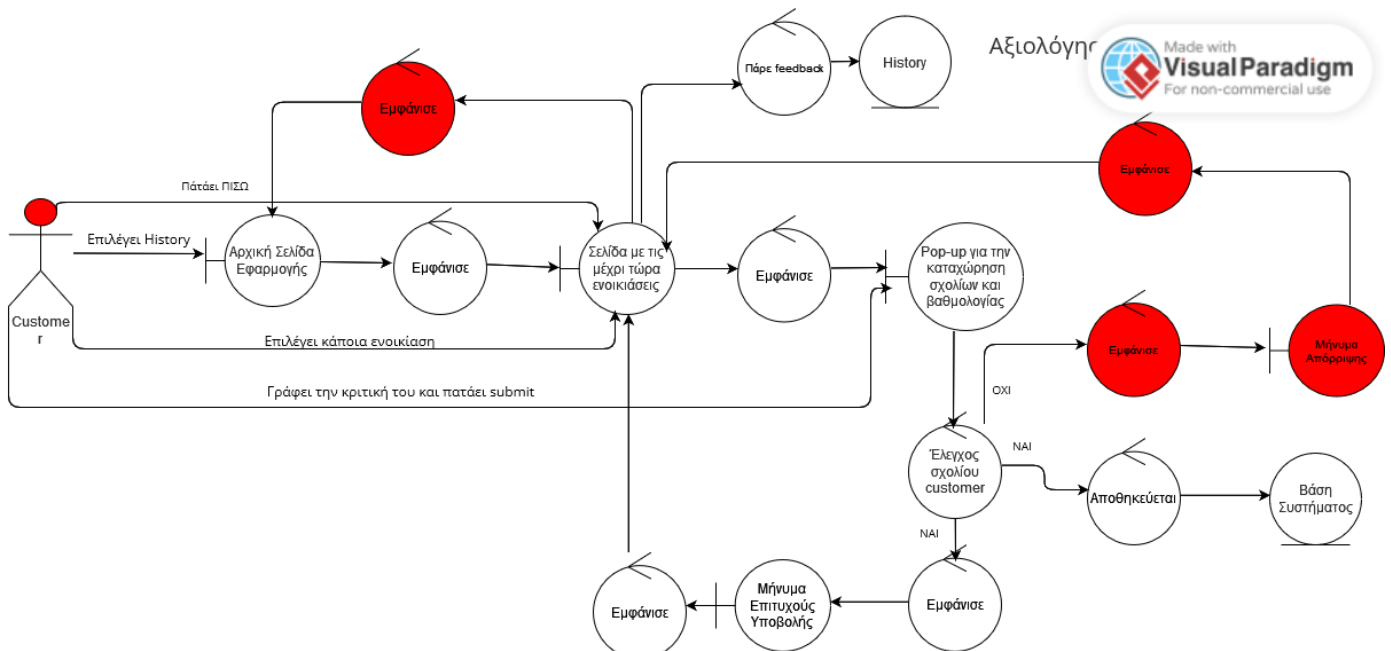 Πάρε feedback
History
Αξιολόγησ
Made with
Visual Paradigm
For non-commercial use
Εμφάνισε
Εμφάνισε
Πάτάει ΠΙΣΩ
Επιλέγει History
Αρχική Σελίδα
Εφαρμογής
Εμφάνισε
Σελίδα με τις
μέχρι τώρα
ενοικιάσεις
Εμφάνισε
Pop-up για την
καταχώρηση
σχολίων και
βαθμολογίας
Custome
r
Επιλέγει κάποια ενοικίαση
Εμφάνισε
Μήνυμα
Απόρριψης
Γράφει την κριτική του και πατάει submit
ΟΧΙ
Έλεγχος
σχολίου
customer
ΝΑΙ
Αποθηκεύεται
Βάση
Συστήματος
ΝΑΙ
Εμφάνισε
Μήνυμα
Επιτυχούς
Υποβολής
Εμφάνισε